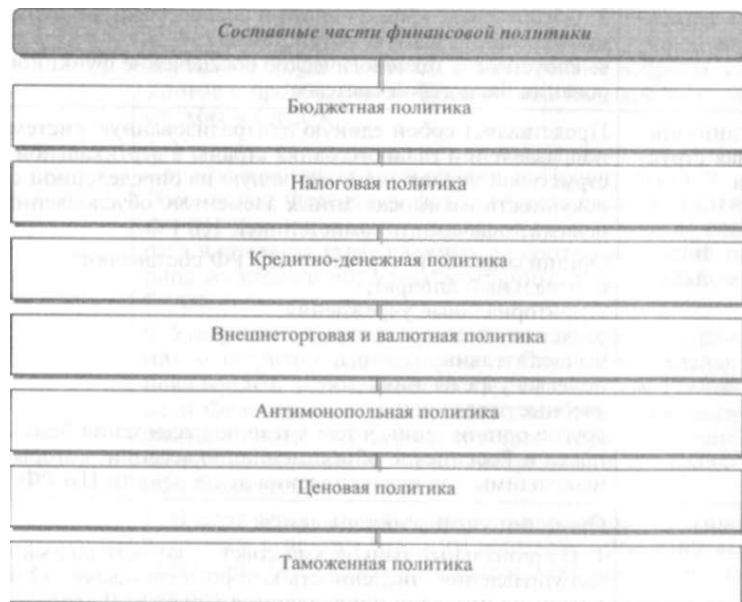 Составные части финансовой политики
Бюджетная политика
Налоговая политика
Кредитно-денежная политика
Внешнеторговая и валютная политика
Антимонопольная политика
Ценовая политика
Таможенная политика